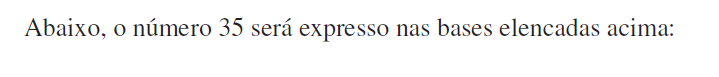 Abaixo, o número 35 será expresso nas bases elencadas acima: